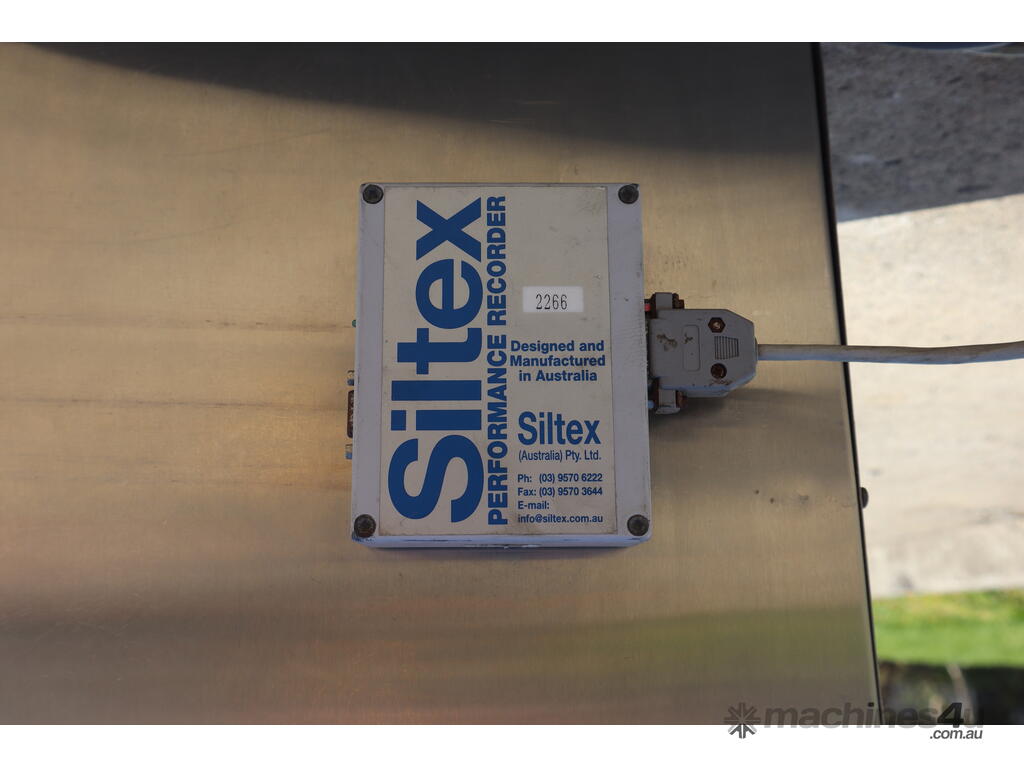 Siltex
PERFORMANCE RECORDER
2266
Designed and
Manufactured
in Australia
Siltex
(Australia) Pty. Ltd.
Ph: (03) 9570 6222
Fax: (03) 9570 3644
E-mail:
info@siltex.com.au
machines4u
.com.au